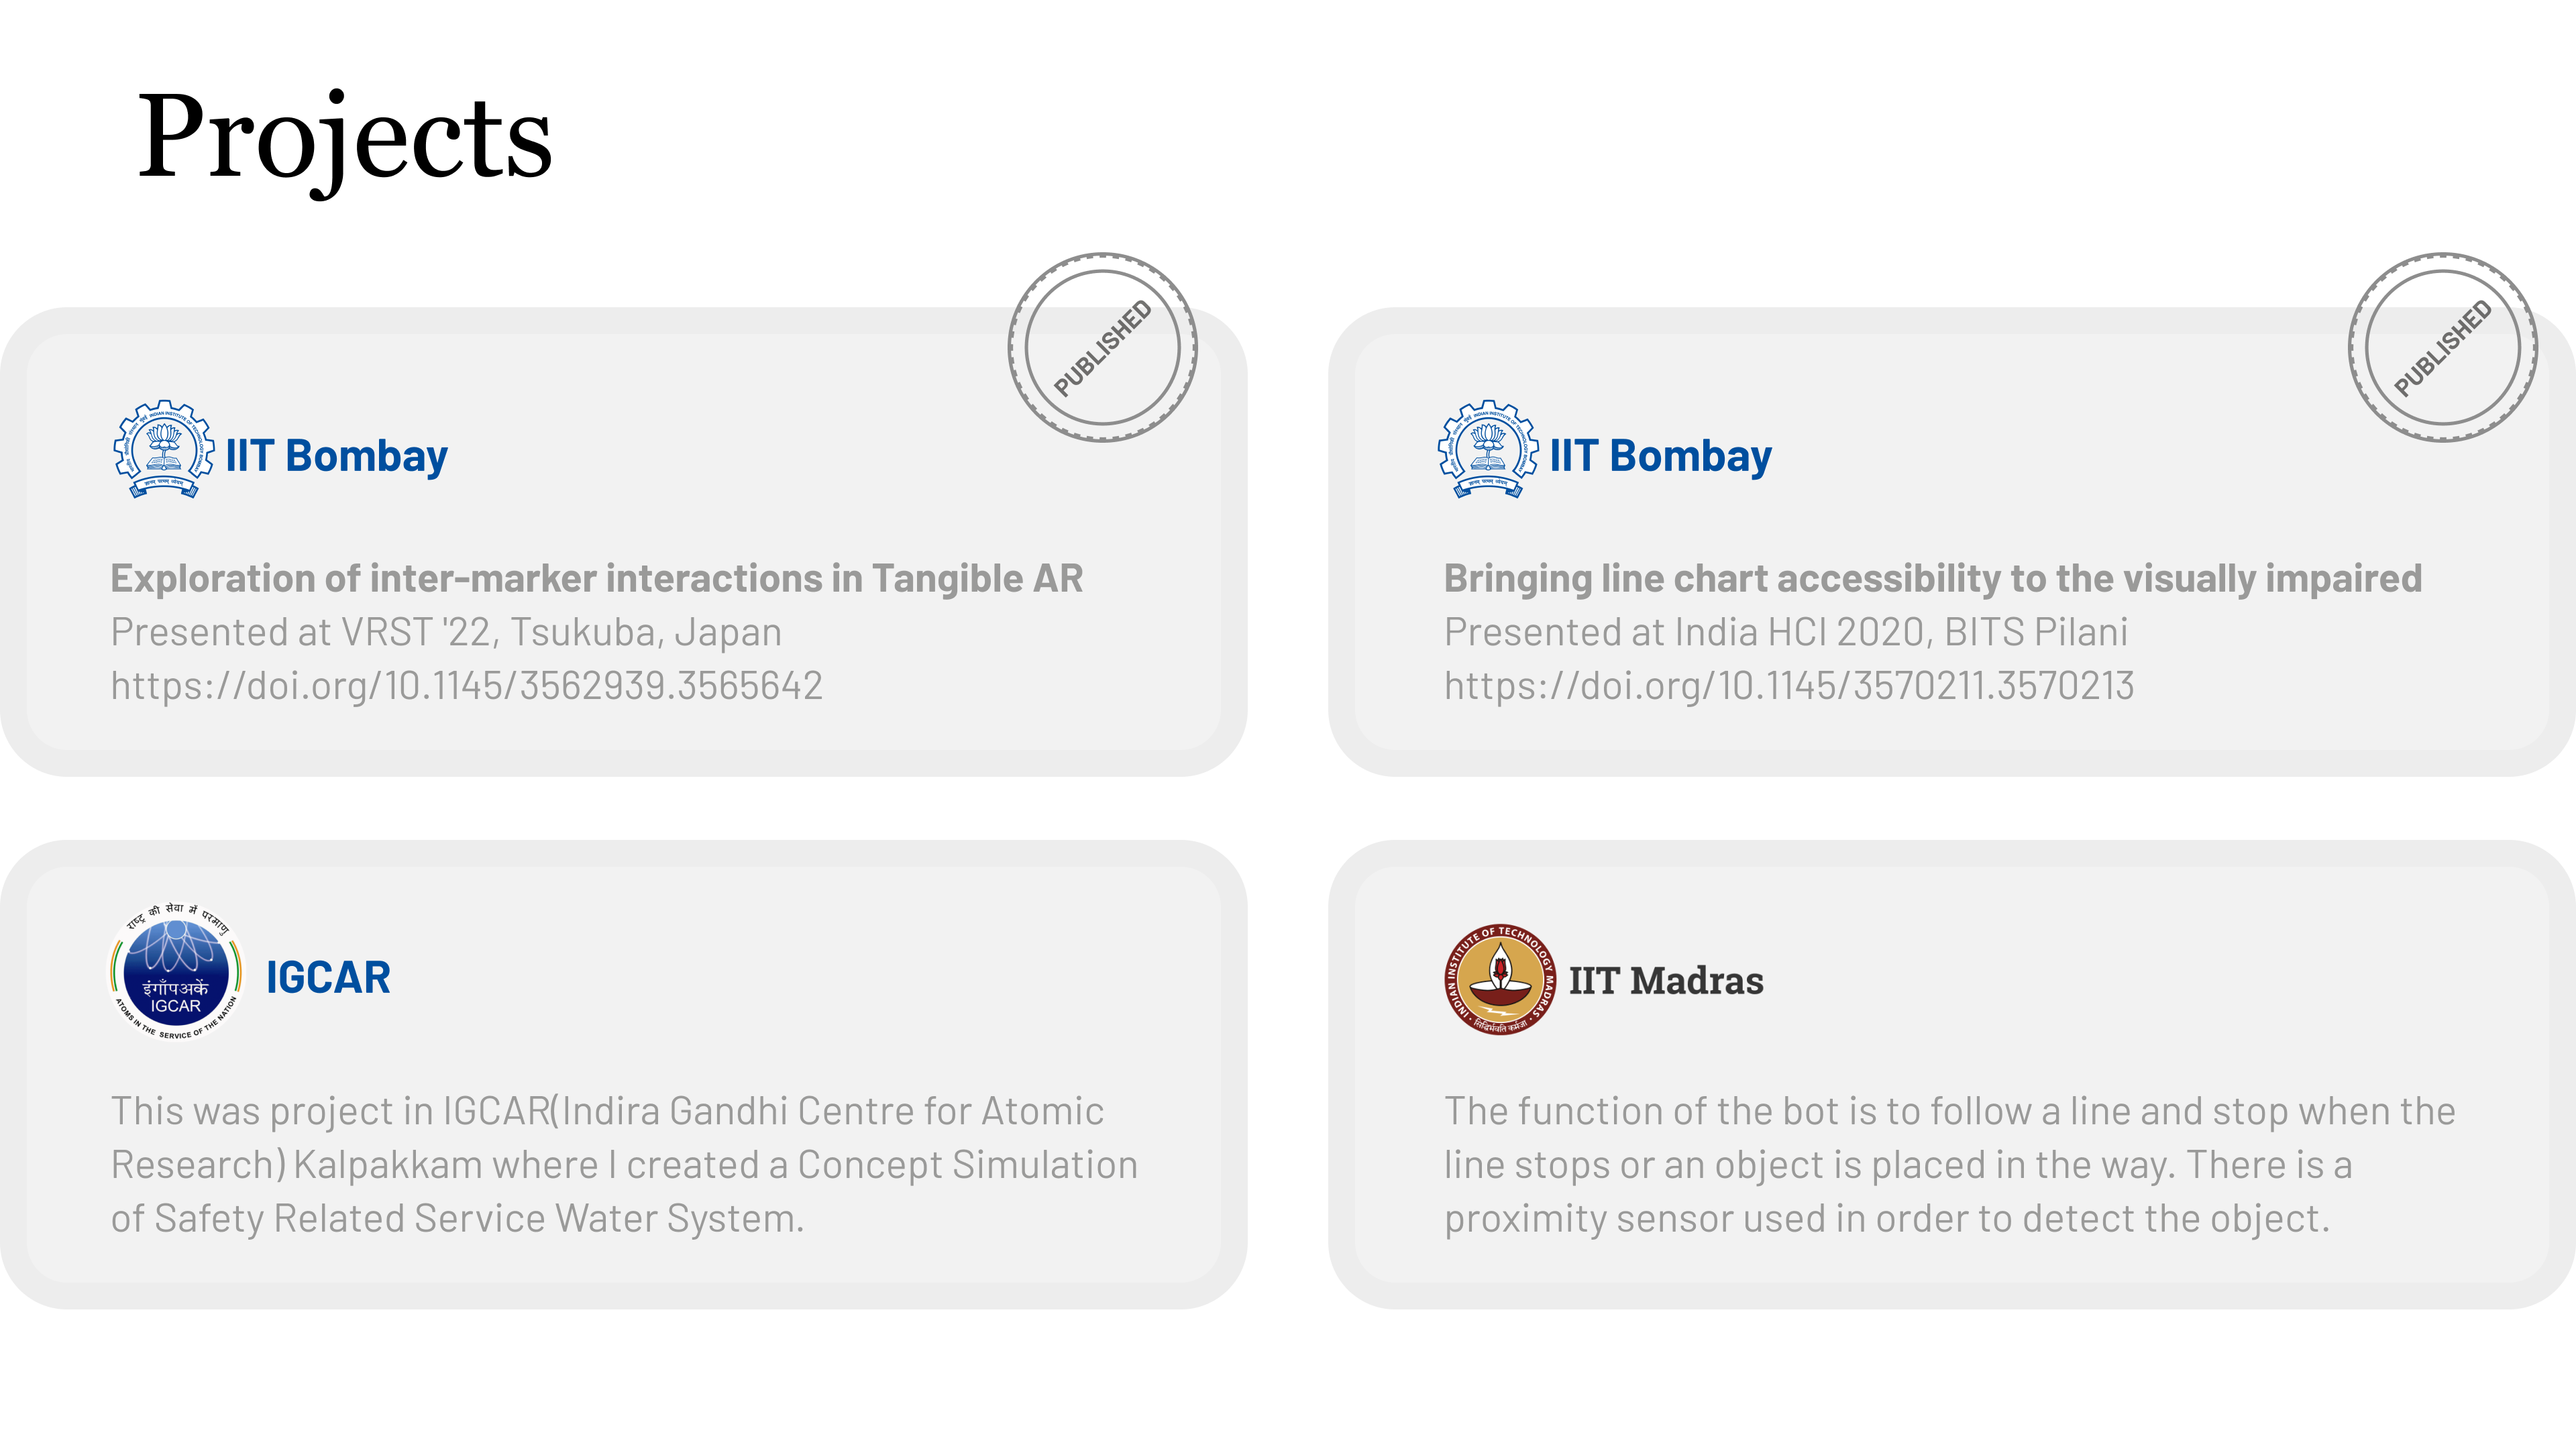 Projects
PUBLISHED
IIT Bombay
Exploration of inter-marker interactions in Tangible AR
Presented at VRST '22, Tsukuba, Japan
https://doi.org/10.1145/3562939.3565642
PUBLISHED
IIT Bombay
Bringing line chart accessibility to the visually impaired
Presented at India HCI 2020, BITS Pilani
https://doi.org/10.1145/3570211.3570213
राष्ट्र की सेवा में परमाणु
इंगाँपअकें
IGCAR
ATOMS IN THE SERVICE OF THE NATION
IGCAR
This was project in IGCAR(Indira Gandhi Centre for Atomic
Research) Kalpakkam where I created a Concept Simulation
of Safety Related Service Water System.
INDIAN INSTITUTE OF TECHNOLOGY MADRAS
सिद्धिर्भवति कर्मजा
IIT Madras
The function of the bot is to follow a line and stop when the
line stops or an object is placed in the way. There is a
proximity sensor used in order to detect the object.